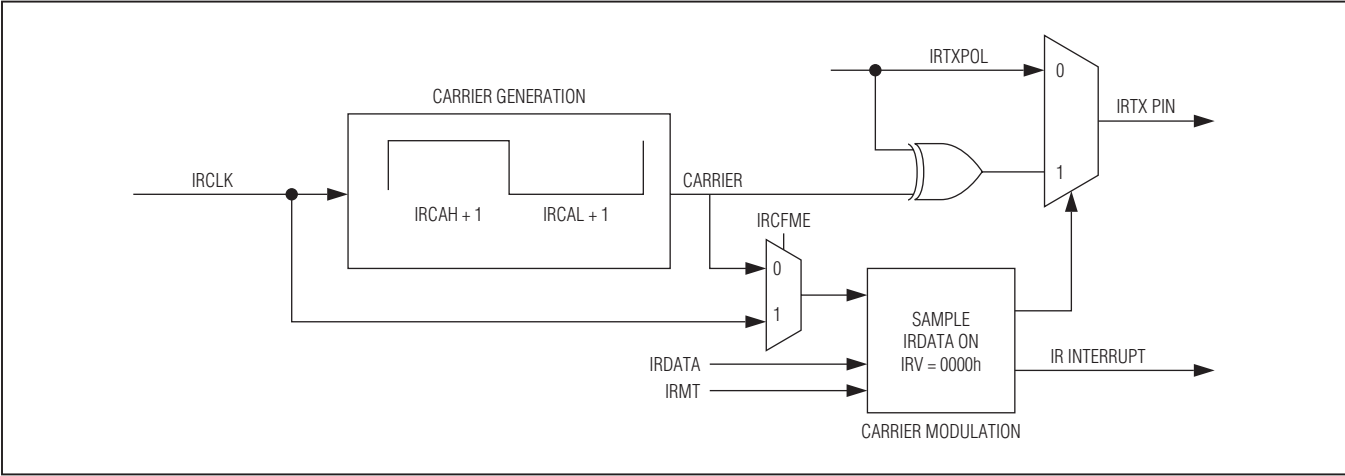 IRTXPOL
0
CARRIER GENERATION
IRTX PIN
1
IRCLK
CARRIER
IRCAH + 1
IRCAL + 1
IRCFME
0
1
SAMPLE
IRDATA ON
IRV = 0000h
IRDATA
IRMT
IR INTERRUPT
CARRIER MODULATION